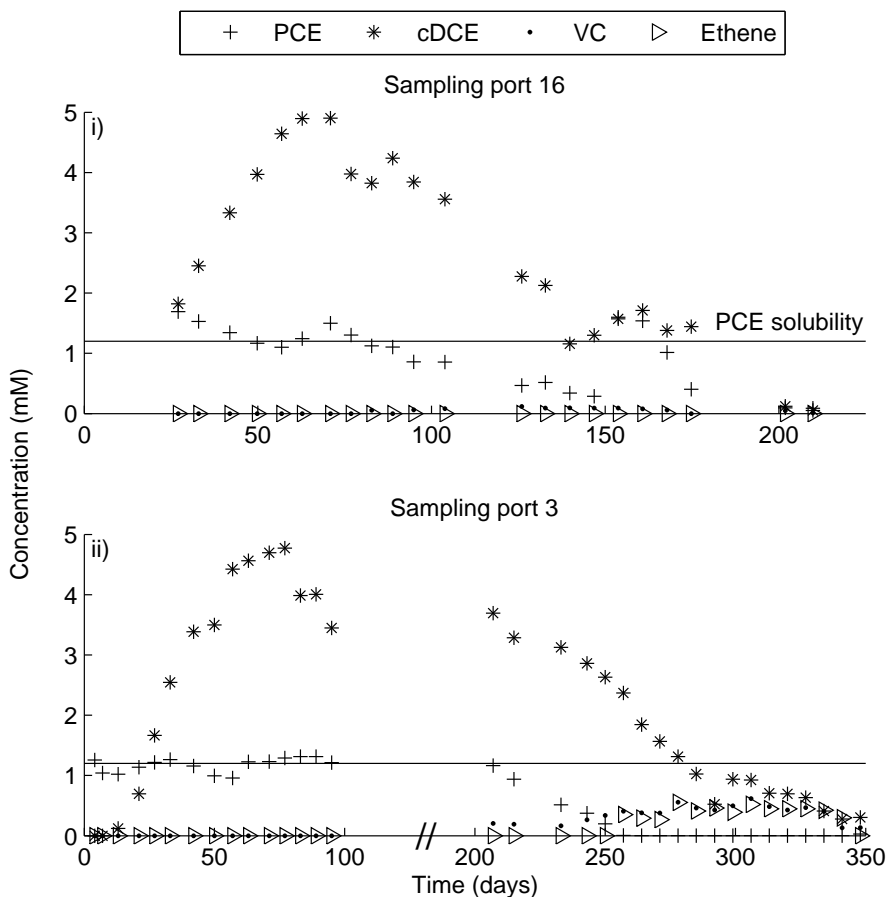 PCE cDCE VC Ethene
Sampling port 16
i)
5
4
3
2
1
0
PCE solubility
0 50 100 150 200
Concentration (mM)
Sampling port 3
ii)
5
4
3
2
1
0
//
0 50 100 200 250 300 350
Time (days)